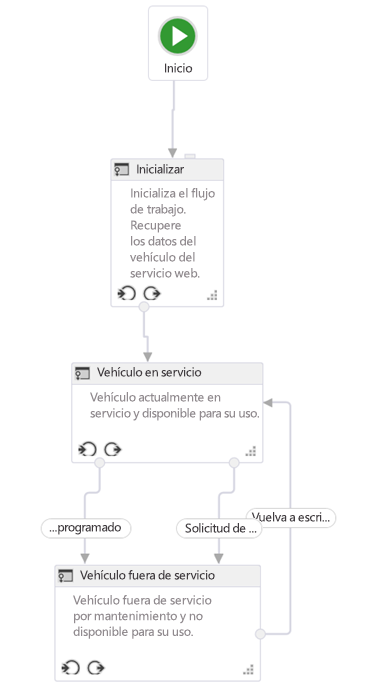 Inicio
Inicializar
Inicializa el flujo
de trabajo.
Recupere
los datos del
vehículo del
servicio web.
Vehículo en servicio
Vehículo actualmente en
servicio y disponible para su uso.
...programado
Solicitud de ...
Vuelva a escri...
Vehículo fuera de servicio
Vehículo fuera de servicio
por mantenimiento y no
disponible para su uso.